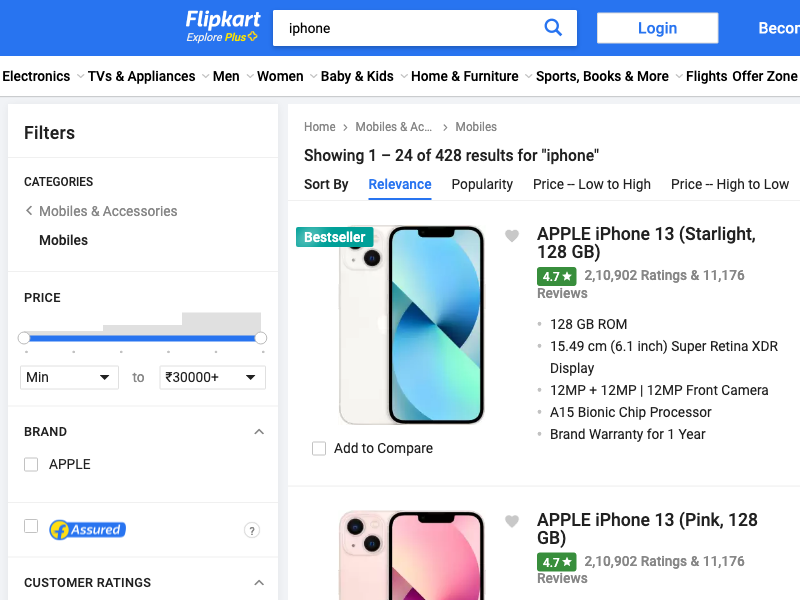 Flipkart
Explore Plus
iphone
Login
Becor
Electronics
TVs & Appliances
Men
Women
Baby & Kids
Home & Furniture
Sports, Books & More
Flights
Offer Zone
Filters
CATEGORIES
Mobiles & Accessories
Mobiles
PRICE
Min
to
₹30000+
BRAND
APPLE
Assured
?
CUSTOMER RATINGS
Home
Mobiles & Ac...
Mobiles
Showing 1 – 24 of 428 results for "iphone"
Sort By
Relevance
Popularity
Price -- Low to High
Price -- High to Low
Bestseller
Add to Compare
APPLE iPhone 13 (Starlight,
128 GB)
4.7 ★ 2,10,902 Ratings & 11,176
Reviews
128 GB ROM
15.49 cm (6.1 inch) Super Retina XDR
Display
12MP + 12MP | 12MP Front Camera
A15 Bionic Chip Processor
Brand Warranty for 1 Year
APPLE iPhone 13 (Pink, 128
GB)
4.7 ★ 2,10,902 Ratings & 11,176
Reviews